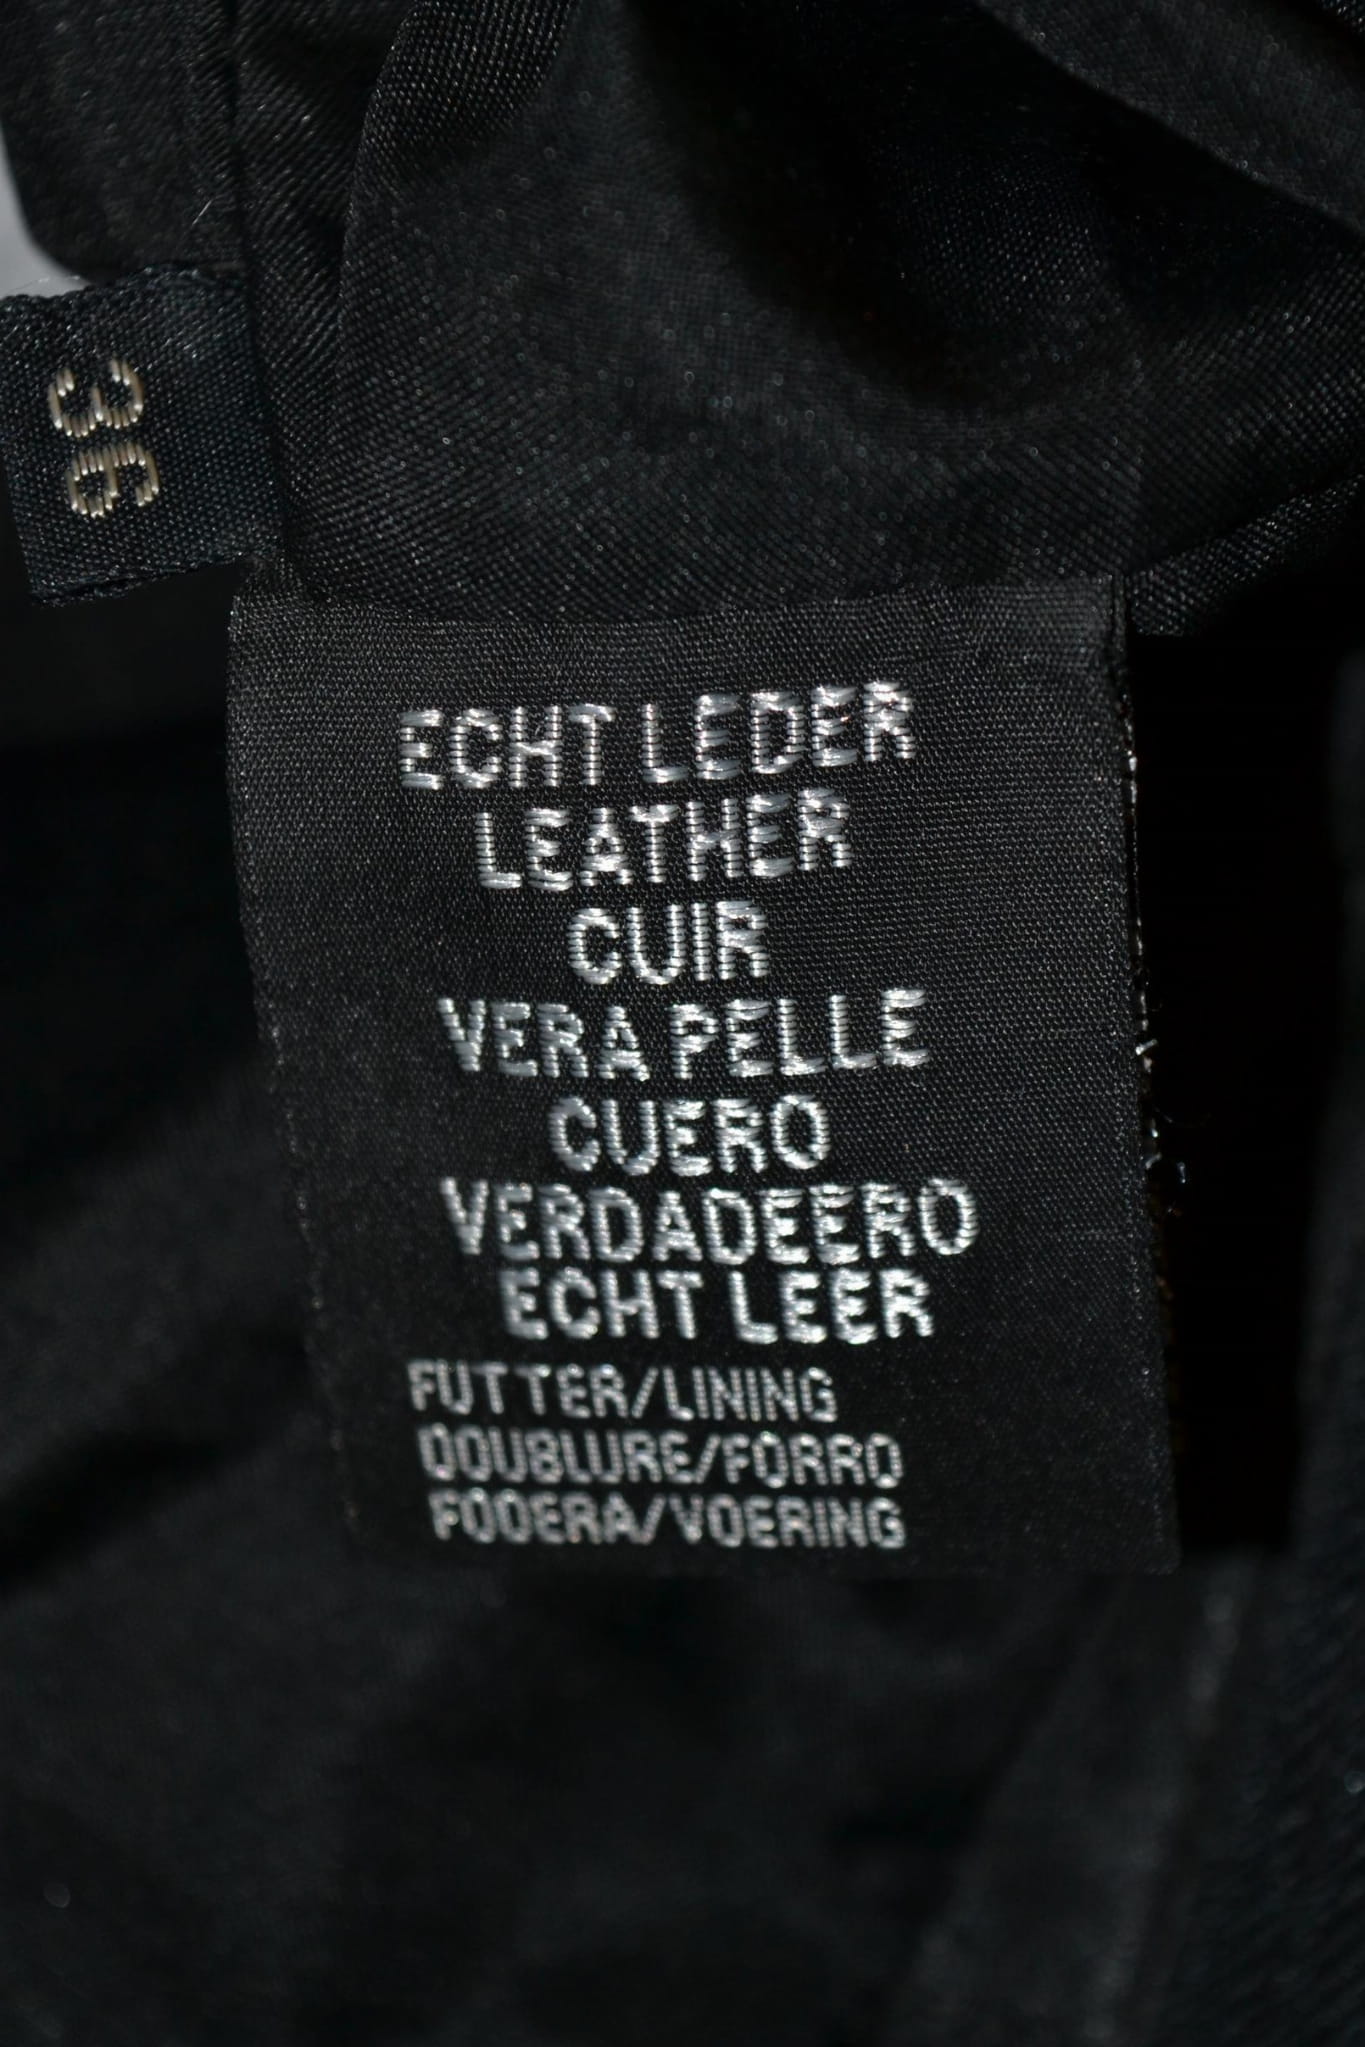 36
ECHT LEDER
LEATHER
CUIR
VERA PELLE
CUERO
VERDADEERO
ECHT LEER
FUTTER/LINING
DOUBLURE/FORRO
FODERA/VOERING